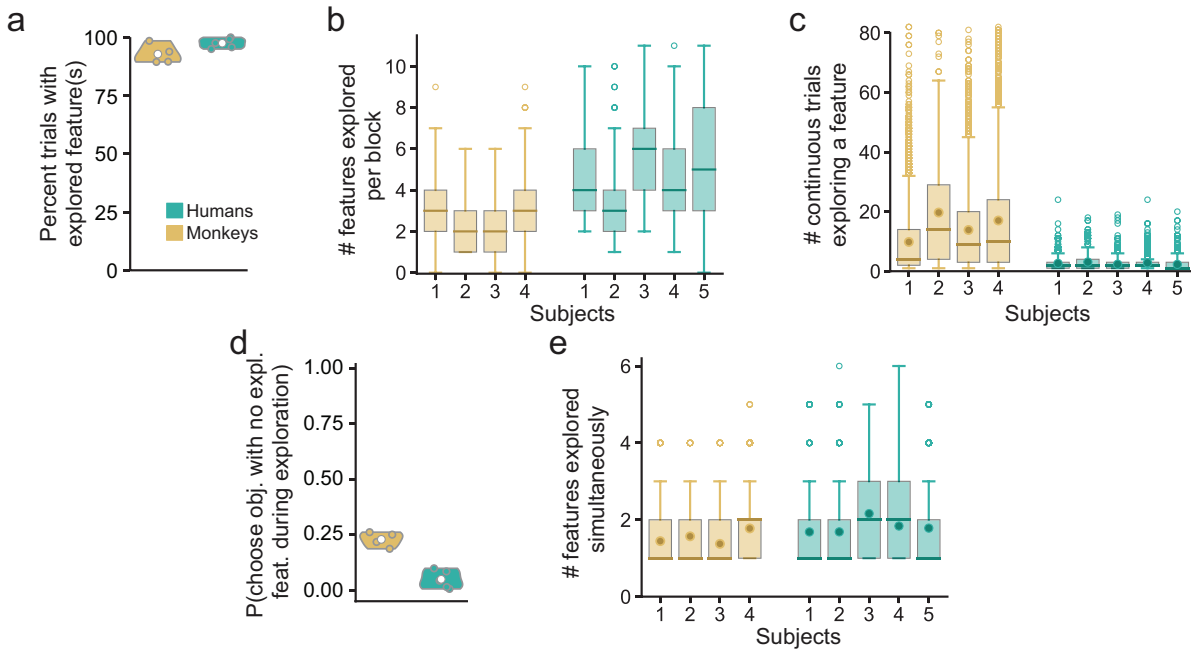 a
Percent trials with
explored feature(s)
100
75
50
25
0
Humans
Monkeys
b
# features explored
per block
10
8
6
4
2
0
1 2 3 4 1 2 3 4 5
Subjects
c
# continuous trials
exploring a feature
80
60
40
20
0
1 2 3 4 1 2 3 4 5
Subjects
d
P(choose obj. with no expl.
feat. during exploration)
1.00
0.75
0.50
0.25
0.00
e
# features explored
simultaneously
6
4
2
0
1 2 3 4 1 2 3 4 5
Subjects